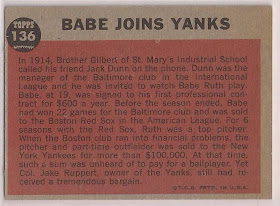 TOPPS
136
BABE JOINS YANKS
In 1914, Brother Gilbert of St. Mary's Industrial School
called his friend Jack Dunn on the phone. Dunn was the
manager of the Baltimore club in the International
League and he was invited to watch Babe Ruth play.
Babe, at 19, was signed to his first professional con-
tract for $600 a year. Before the season ended, Babe
had won 22 games for the Baltimore club and was sold
to the Boston Red Sox in the American League. For 6
seasons with the Red Sox, Ruth was a top pitcher.
When the Boston club ran into financial problems, the
pitcher and part-time outfielder was sold to the New
York Yankees for more than $100,000. At that time,
such a sum was unheard of to pay for a ballplayer. Yet
Col. Jake Ruppert, owner of the Yanks, still had re-
ceived a tremendous bargain.
©T.C.G. PRTD. IN U.S.A.